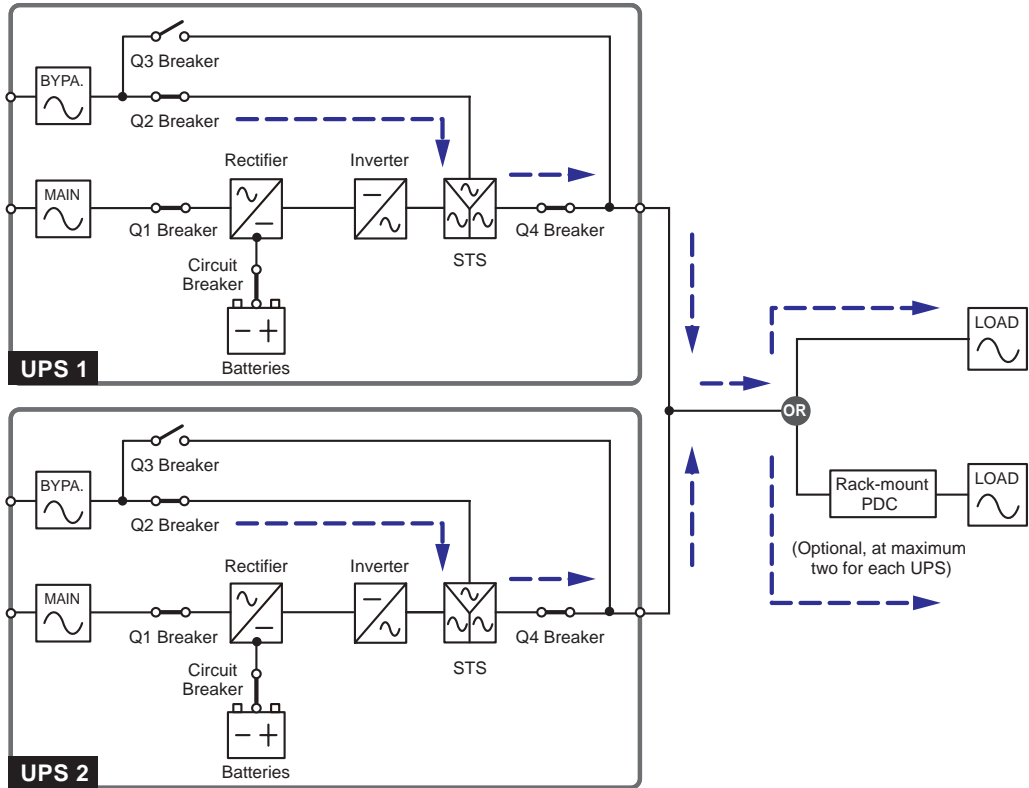 Q3 Breaker
BYPA.
Q2 Breaker
Rectifier
Inverter
MAIN
Q1 Breaker
STS
Q4 Breaker
Circuit
Breaker
Batteries
UPS 1
LOAD
OR
Rack-mount
PDC
LOAD
(Optional, at maximum
two for each UPS)
Q3 Breaker
BYPA.
Q2 Breaker
Rectifier
Inverter
MAIN
Q1 Breaker
STS
Q4 Breaker
Circuit
Breaker
Batteries
UPS 2